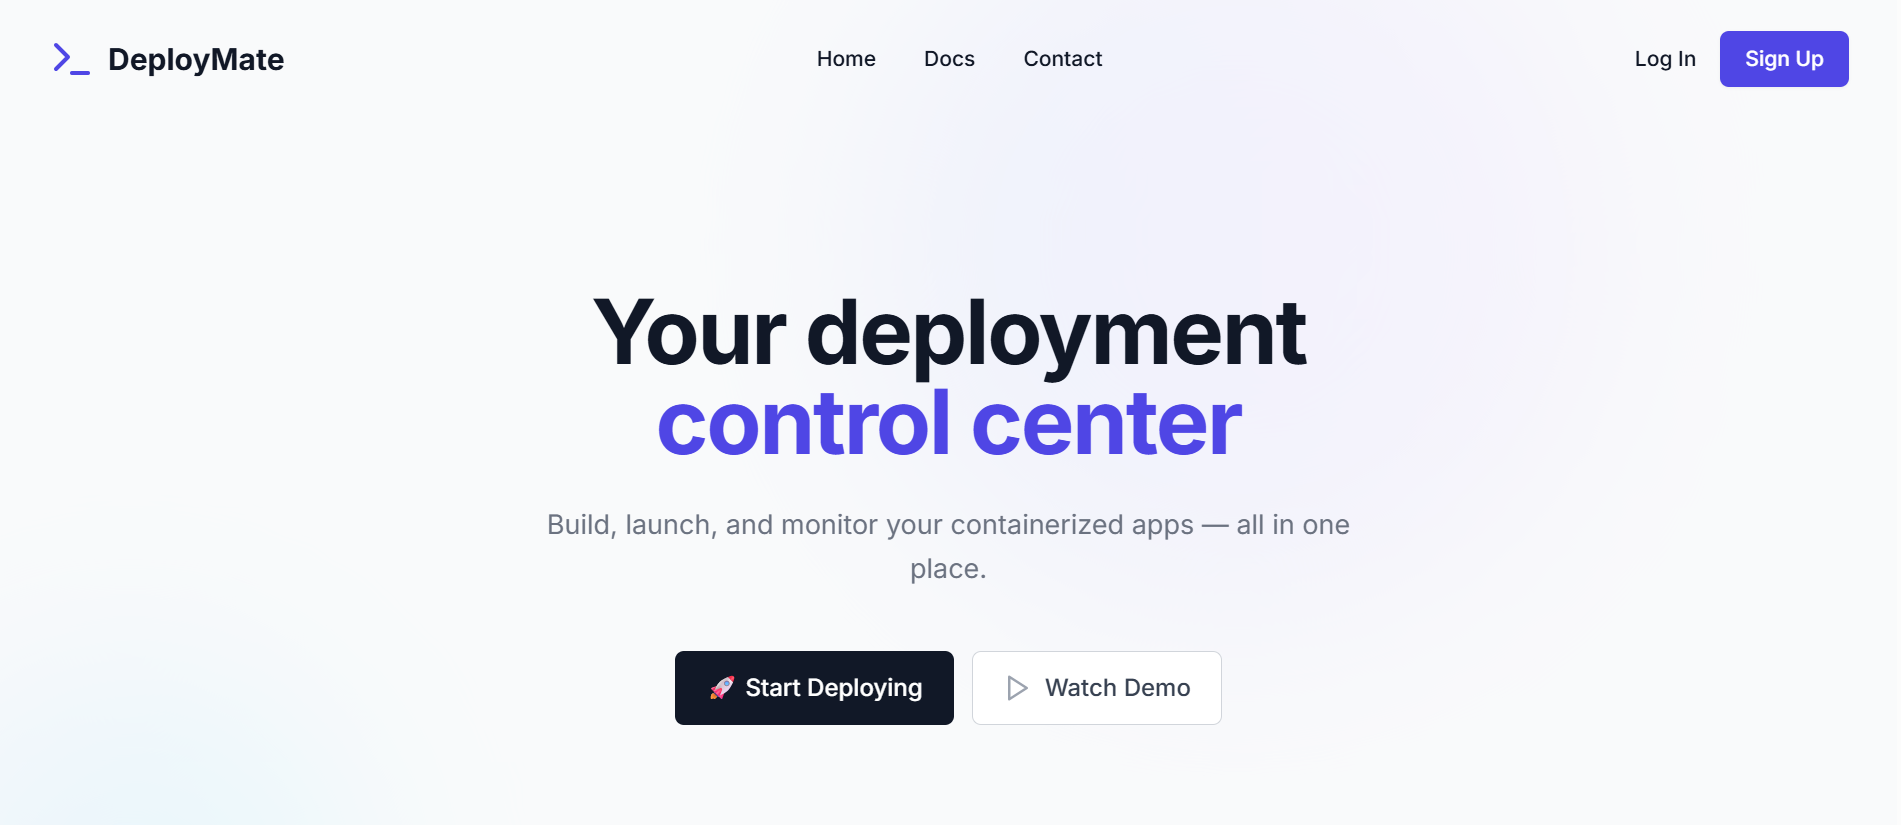 DeployMate
Home
Docs
Contact
Log In
Sign Up
Your deployment
control center
Build, launch, and monitor your containerized apps — all in one
place.
🚀 Start Deploying
Watch Demo